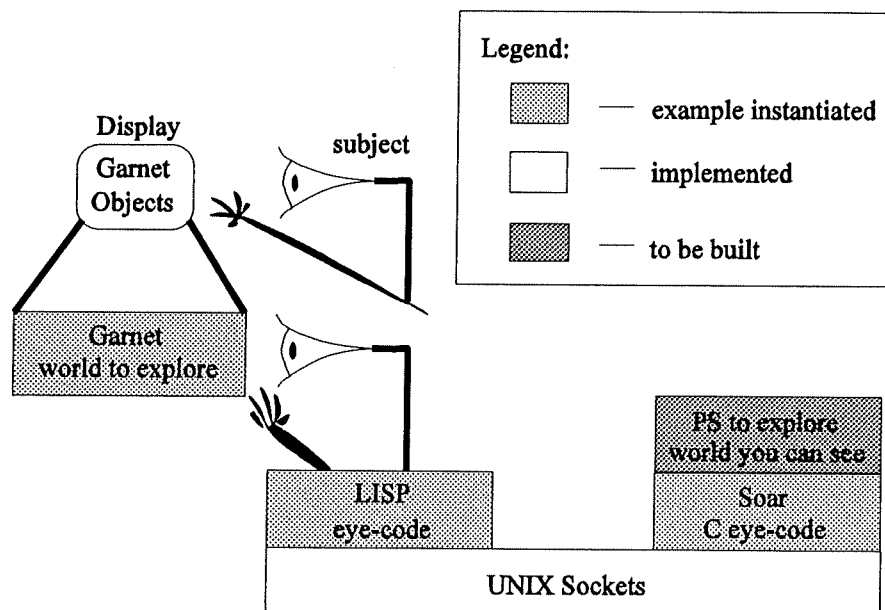 Legend:
— example instantiated
— implemented
— to be built
Display
Garnet
Objects
subject
Garnet
world to explore
PS to explore
world you can see
LISP
eye-code
Soar
C eye-code
UNIX Sockets